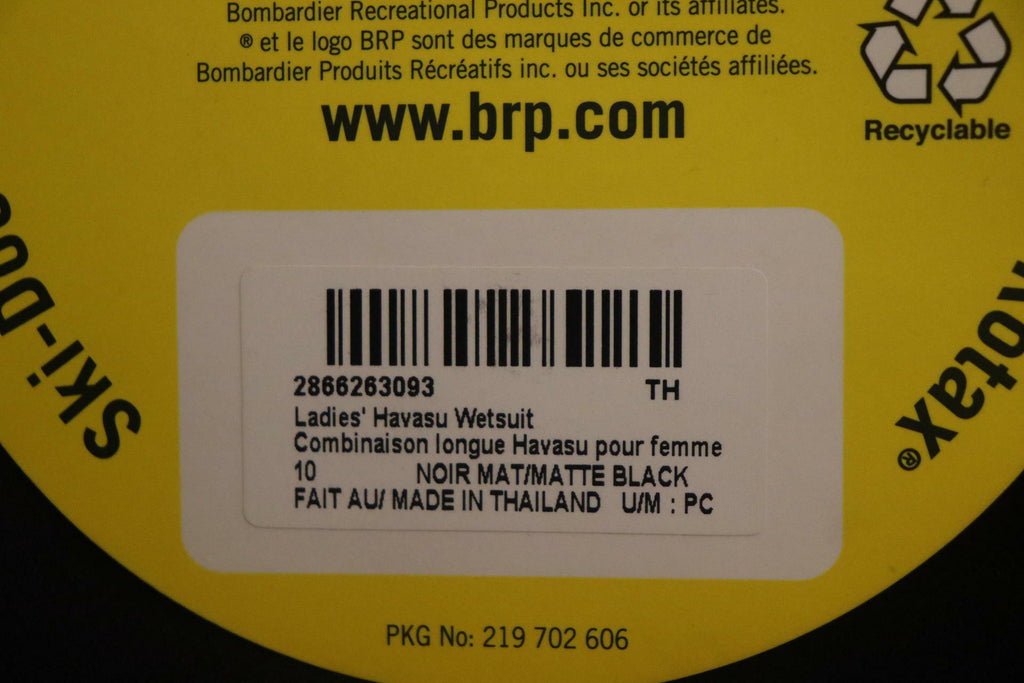 Bombardier Recreational Products Inc. or its affiliates.
® et le logo BRP sont des marques de commerce de
Bombardier Produits Récréatifs inc. ou ses sociétés affiliées.
www.brp.com
Recyclable
Ski-Doo
Rotax®
2866263093 TH
Ladies' Havasu Wetsuit
Combinaison longue Havasu pour femme
10 NOIR MAT/MATTE BLACK
FAIT AU/ MADE IN THAILAND U/M : PC
PKG No: 219 702 606